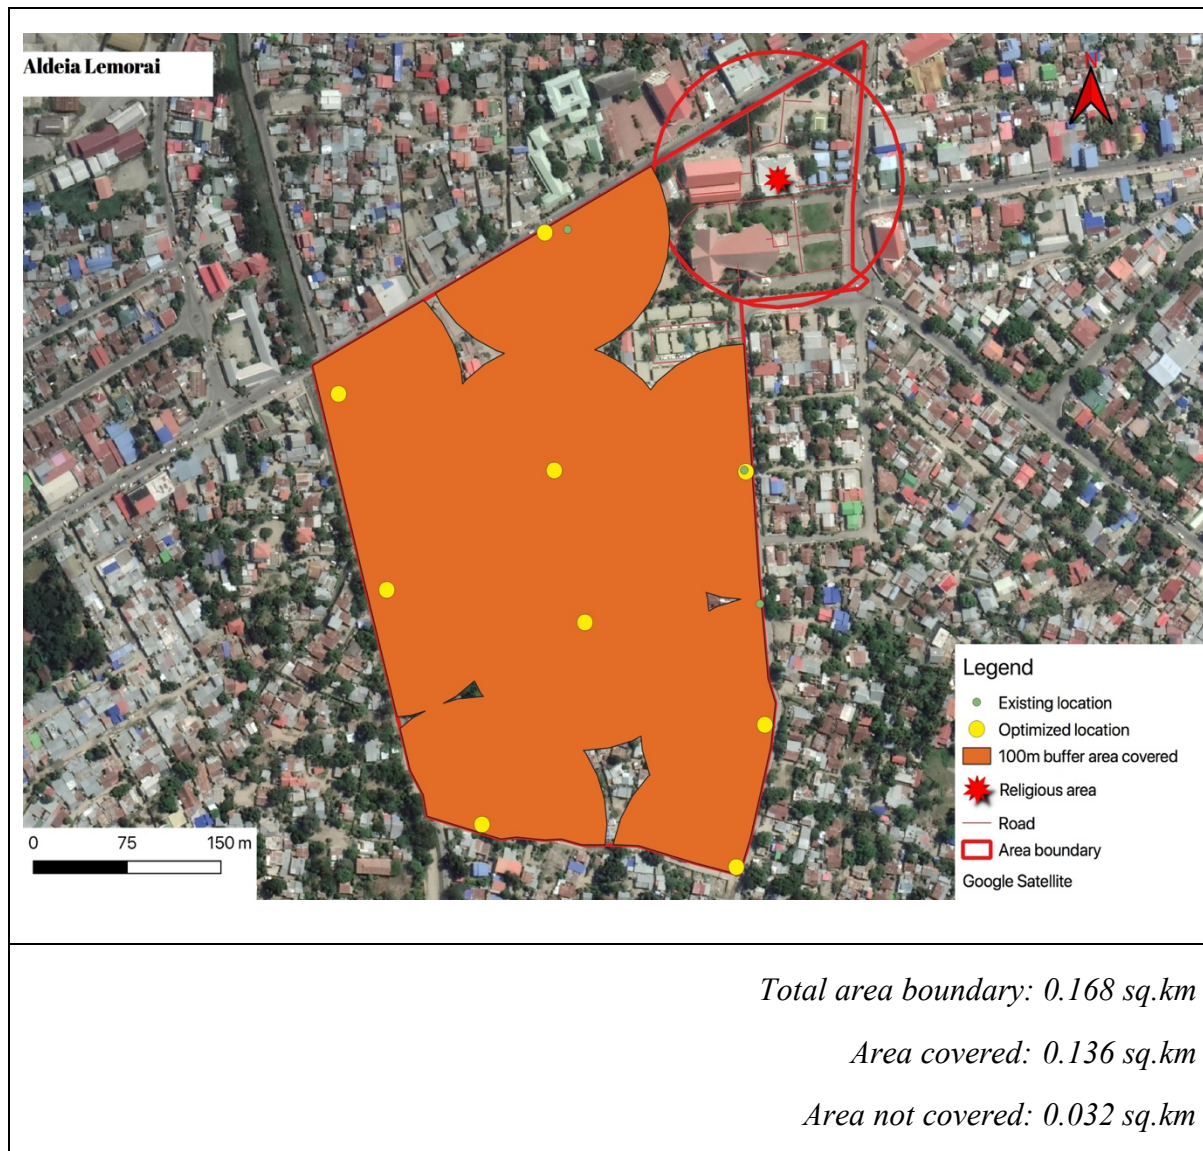 Aldeia Lemorai
N
Legend
Existing location
Optimized location
100m buffer area covered
Religious area
Road
Area boundary
Google Satellite
0 75 150 m
Total area boundary: 0.168 sq.km
Area covered: 0.136 sq.km
Area not covered: 0.032 sq.km